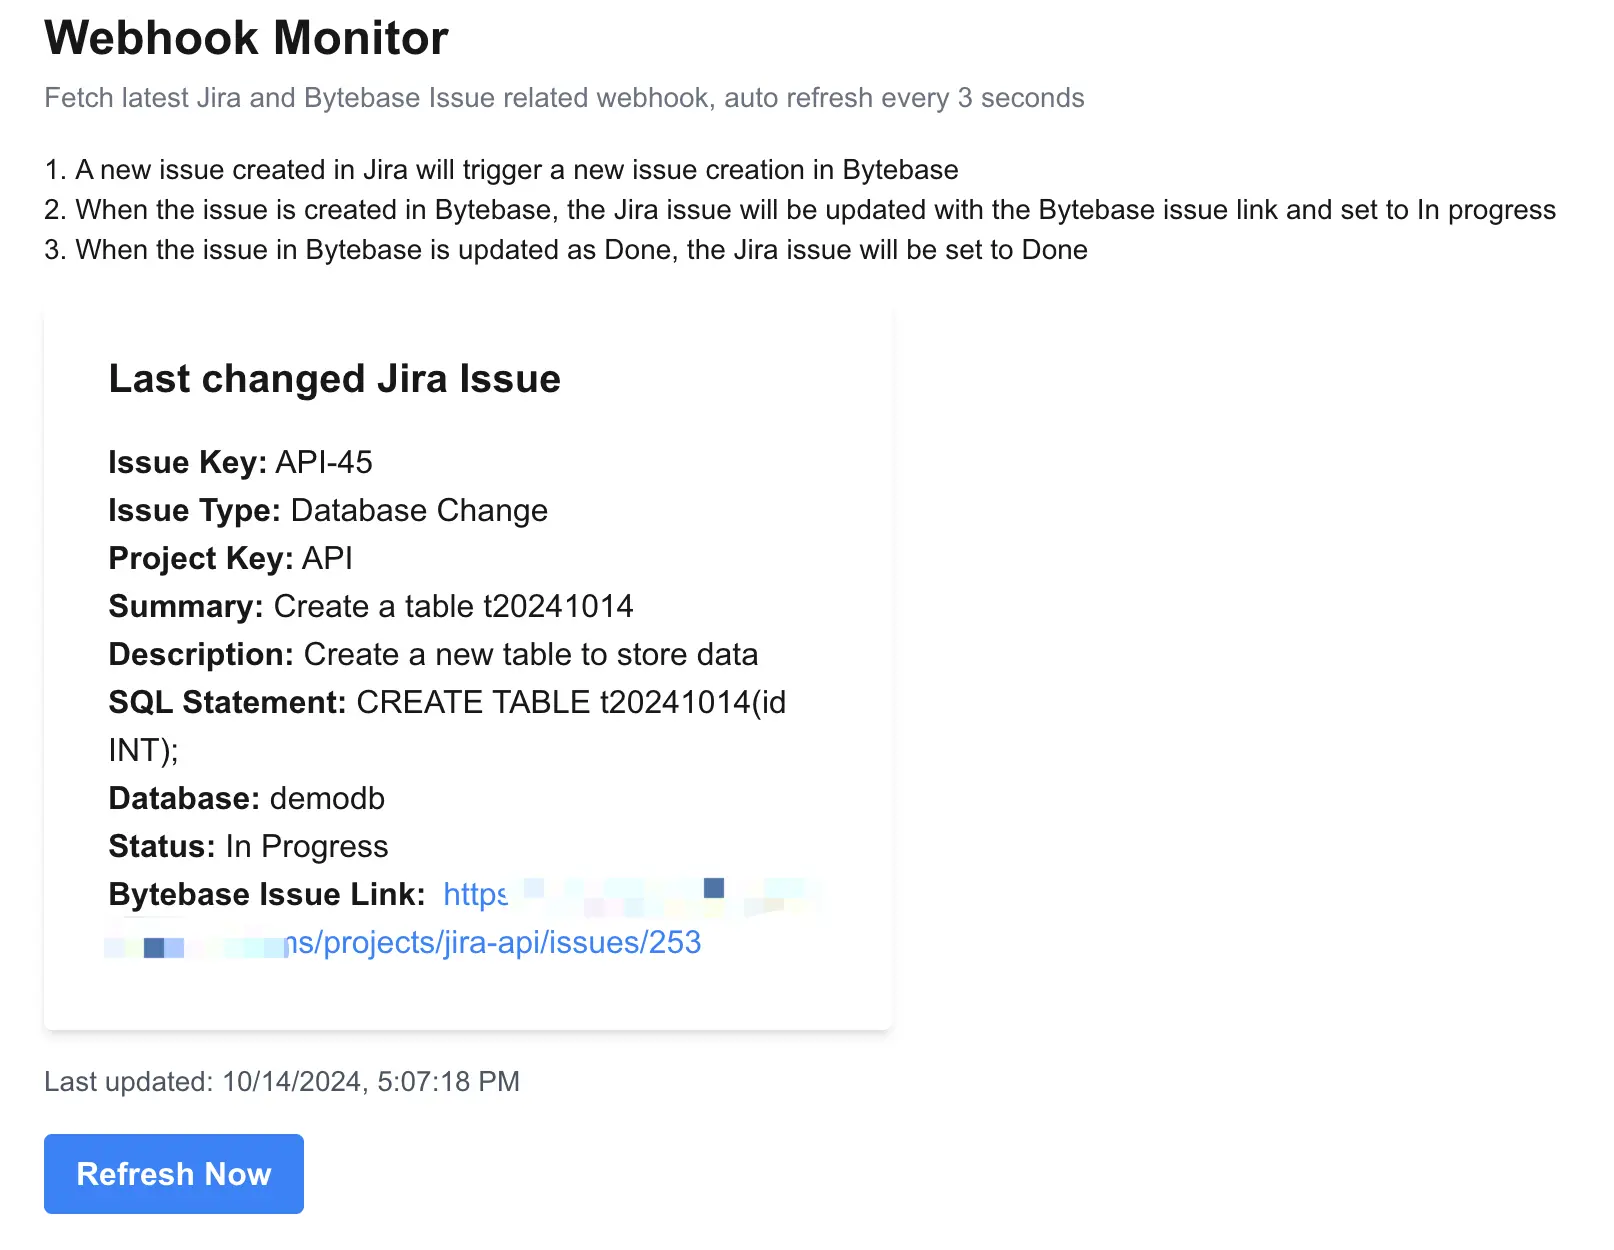 Webhook Monitor
Fetch latest Jira and Bytebase Issue related webhook, auto refresh every 3 seconds
1. A new issue created in Jira will trigger a new issue creation in Bytebase
2. When the issue is created in Bytebase, the Jira issue will be updated with the Bytebase issue link and set to In progress
3. When the issue in Bytebase is updated as Done, the Jira issue will be set to Done
Last changed Jira Issue
Issue Key: API-45
Issue Type: Database Change
Project Key: API
Summary: Create a table t20241014
Description: Create a new table to store data
SQL Statement: CREATE TABLE t20241014(id
INT);
Database: demodb
Status: In Progress
Bytebase Issue Link: https
/projects/jira-api/issues/253
Last updated: 10/14/2024, 5:07:18 PM
Refresh Now